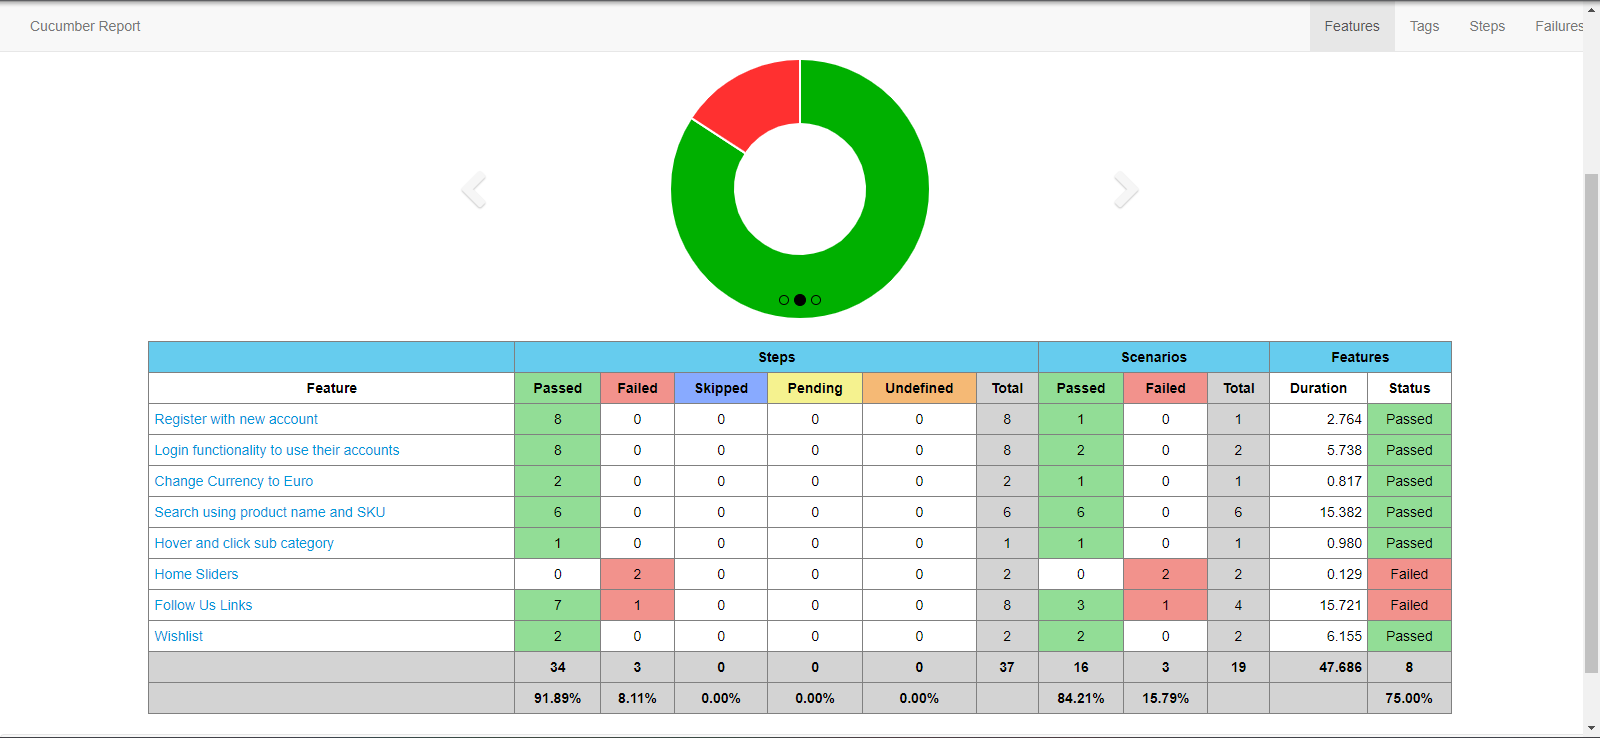 Cucumber Report Features Tags Steps Failures
Steps Scenarios Features
Feature Passed Failed Skipped Pending Undefined Total Passed Failed Total Duration Status
Register with new account 8 0 0 0 0 8 1 0 1 2.764 Passed
Login functionality to use their accounts 8 0 0 0 0 8 2 0 2 5.738 Passed
Change Currency to Euro 2 0 0 0 0 2 1 0 1 0.817 Passed
Search using product name and SKU 6 0 0 0 0 6 6 0 6 15.382 Passed
Hover and click sub category 1 0 0 0 0 1 1 0 1 0.980 Passed
Home Sliders 0 2 0 0 0 2 0 2 2 0.129 Failed
Follow Us Links 7 1 0 0 0 8 3 1 4 15.721 Failed
Wishlist 2 0 0 0 0 2 2 0 2 6.155 Passed
34 3 0 0 0 37 16 3 19 47.686 8
91.89% 8.11% 0.00% 0.00% 0.00% 84.21% 15.79% 75.00%